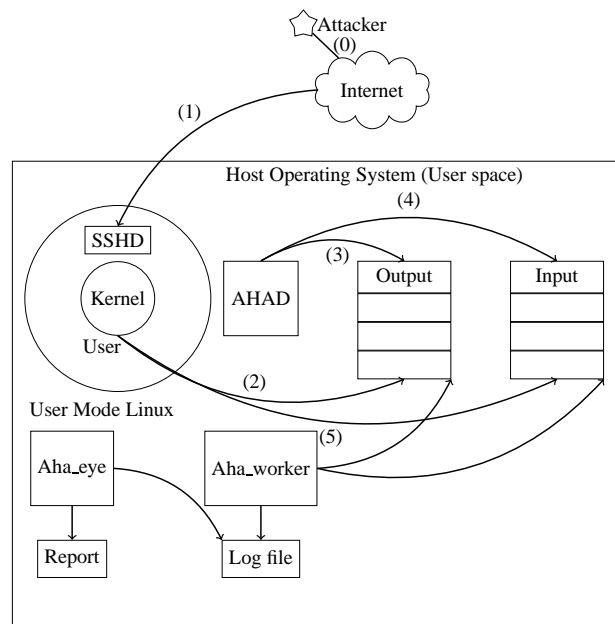 Attacker
(0)
Internet
(1)
Host Operating System (User space)
(4)
SSHD
(3)
Output
Input
Kernel
AHAD
User
(2)
User Mode Linux
(5)
Aha_eye
Aha_worker
Report
Log file